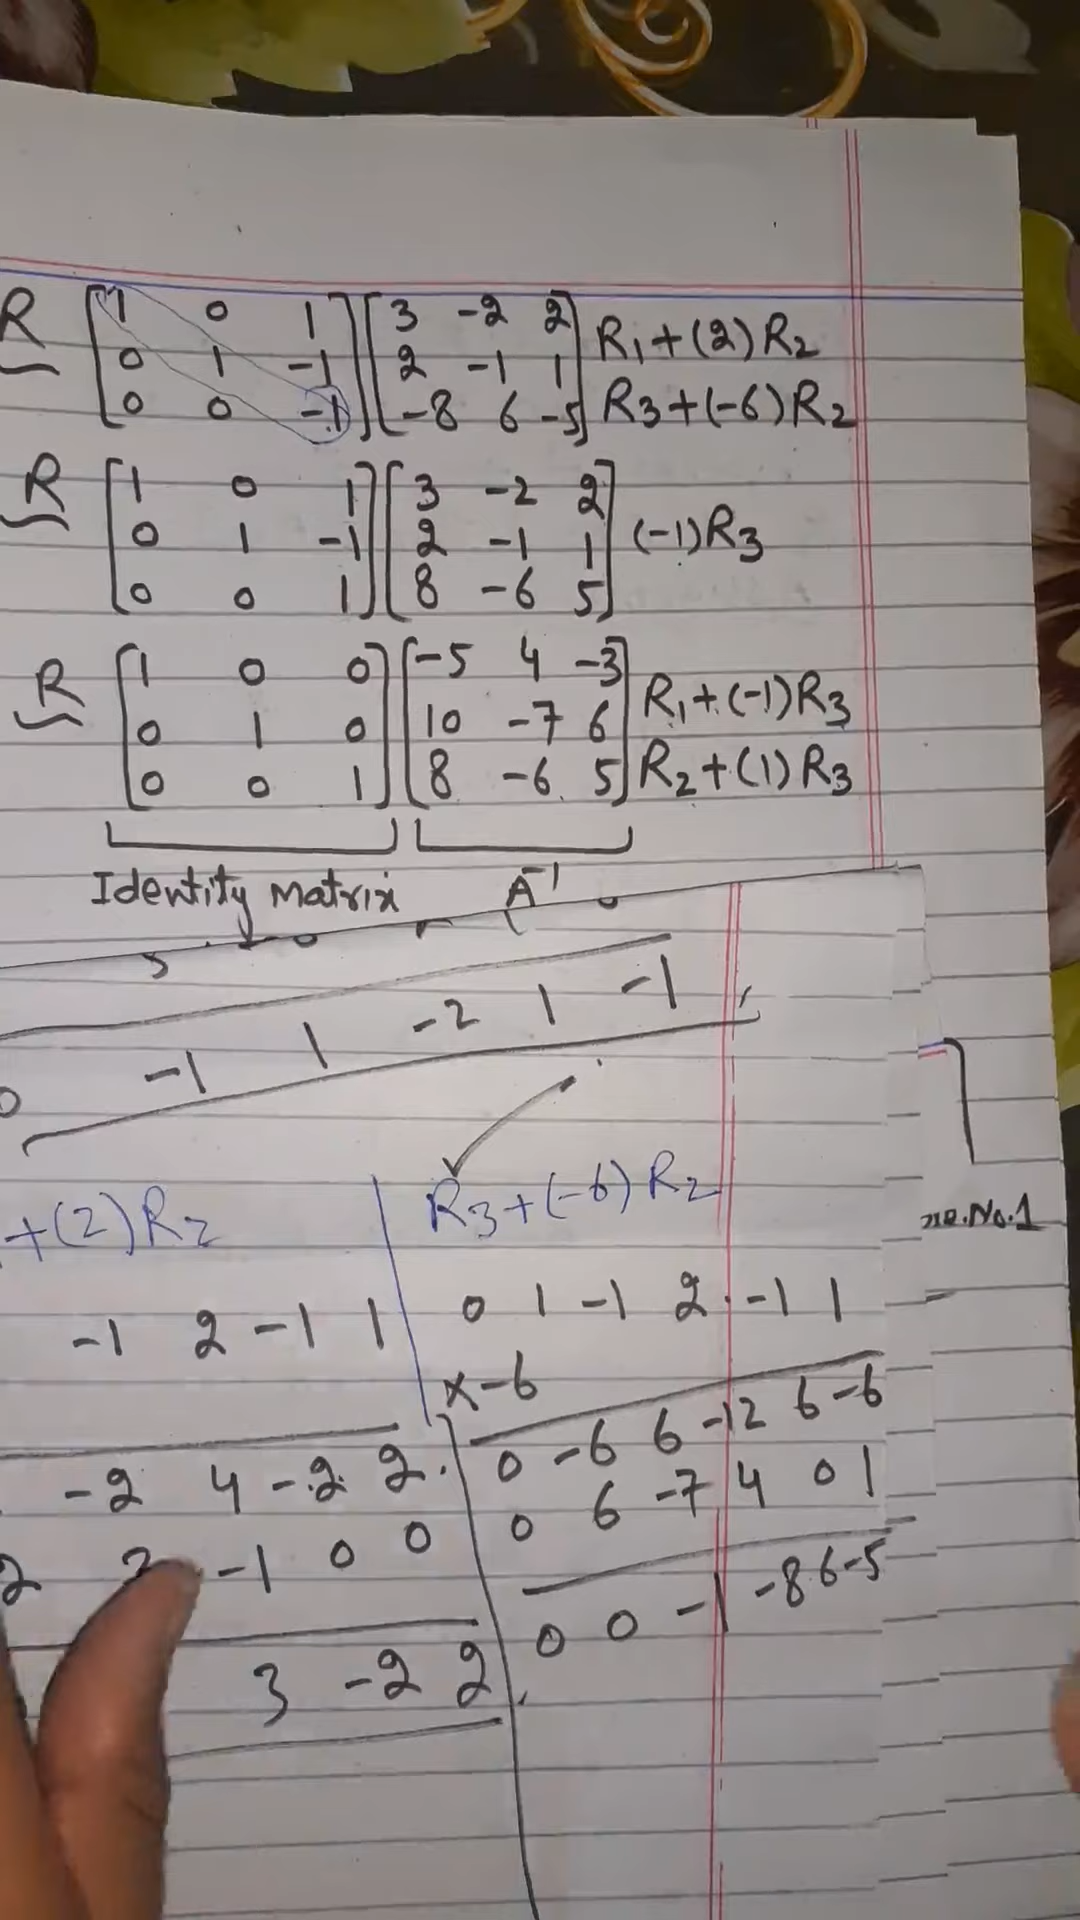 R [1 0 1] [3 -2 2] R₁+(2)R₂
[0 1 -1] [2 -1 1]
[0 0 -1] [-8 6 -5] R₃+(-6)R₂
R [1 0 1] [3 -2 2]
[0 1 -1] [2 -1 1] (-1)R₃
[0 0 1] [8 -6 5]
R [1 0 0] [-5 4 -3]
[0 1 0] [10 -7 6] R₁+(-1)R₃
[0 0 1] [8 -6 5] R₂+(1)R₃
Identity matrix A⁻¹
-1 1 -2 1 -1
+(2)R₂
-1 2 -1 1
-2 4 -2 2
2 -1 0 0
3 -2 2
R₃+(-6)R₂
0 1 -1 2 -1 1
x-6
0 -6 6 -12 6 -6
0 6 -7 4 0 1
0 0 -1 -8 6 -5
No.1